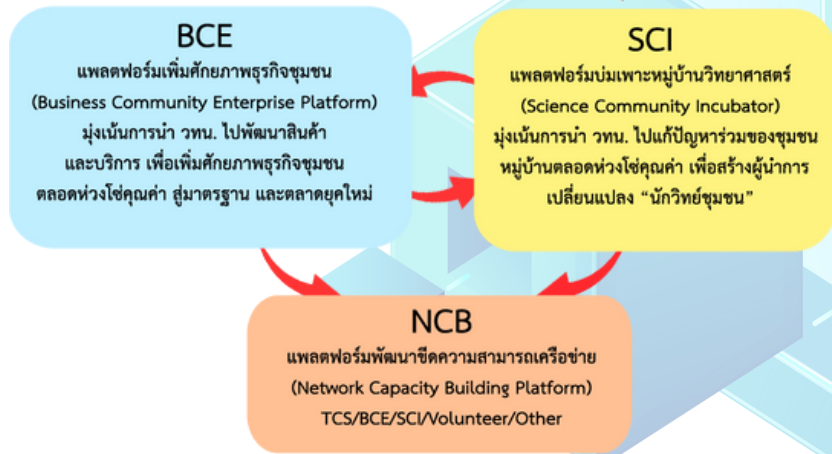 BCE
แพลตฟอร์มเพิ่มศักยภาพธุรกิจชุมชน
(Business Community Enterprise Platform)
มุ่งเน้นการนำ วทน. ไปพัฒนาสินค้า
และบริการ เพื่อเพิ่มศักยภาพธุรกิจชุมชน
ตลอดห่วงโซ่คุณค่า สู่มาตรฐาน และตลาดยุคใหม่
SCI
แพลตฟอร์มบ่มเพาะหมู่บ้านวิทยาศาสตร์
(Science Community Incubator)
มุ่งเน้นการนำ วทน. ไปแก้ปัญหาร่วมของชุมชน
หมู่บ้านตลอดห่วงโซ่คุณค่า เพื่อสร้างผู้นำการ
เปลี่ยนแปลง “นักวิทย์ชุมชน”
NCB
แพลตฟอร์มพัฒนาขีดความสามารถเครือข่าย
(Network Capacity Building Platform)
TCS/BCE/SCI/Volunteer/Other